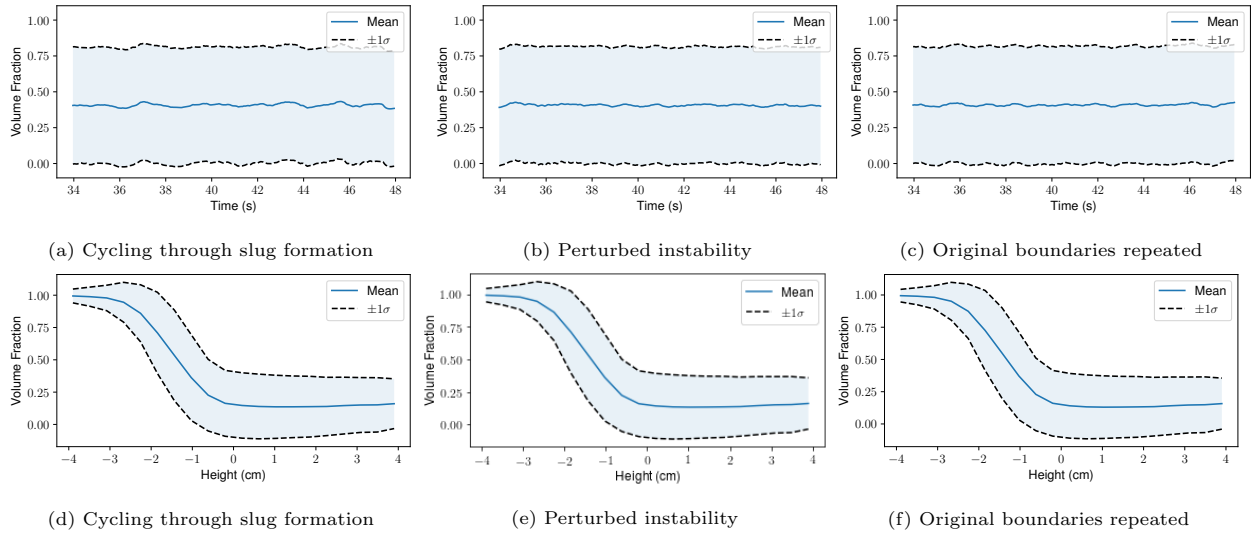 1.00
0.75
0.50
0.25
0.00
Volume Fraction
Mean
±1σ
34 36 38 40 42 44 46 48
Time (s)
(a) Cycling through slug formation
1.00
0.75
0.50
0.25
0.00
Volume Fraction
Mean
±1σ
34 36 38 40 42 44 46 48
Time (s)
(b) Perturbed instability
1.00
0.75
0.50
0.25
0.00
Volume Fraction
Mean
±1σ
34 36 38 40 42 44 46 48
Time (s)
(c) Original boundaries repeated
1.00
0.75
0.50
0.25
0.00
Volume Fraction
Mean
±1σ
−4 −3 −2 −1 0 1 2 3 4
Height (cm)
(d) Cycling through slug formation
1.00
0.75
0.50
0.25
0.00
Volume Fraction
Mean
±1σ
−4 −3 −2 −1 0 1 2 3 4
Height (cm)
(e) Perturbed instability
1.00
0.75
0.50
0.25
0.00
Volume Fraction
Mean
±1σ
−4 −3 −2 −1 0 1 2 3 4
Height (cm)
(f) Original boundaries repeated